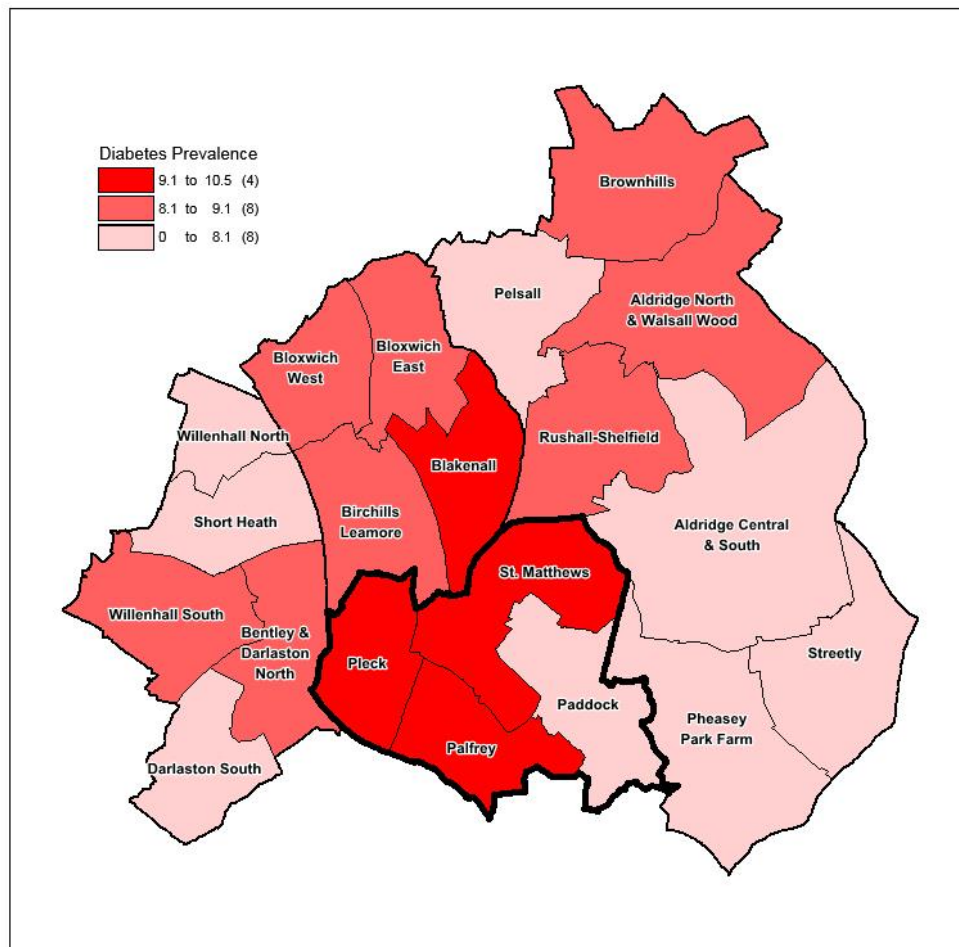 Diabetes Prevalence
9.1 to 10.5 (4)
8.1 to 9.1 (8)
0 to 8.1 (8)
Brownhills
Pelsall
Aldridge North
& Walsall Wood
Bloxwich
West
Bloxwich
East
Willenhall North
Blakenall
Rushall-Shelfield
Short Heath
Birchills
Leamore
Aldridge Central
& South
St. Matthews
Willenhall South
Bentley &
Darlaston
North
Pleck
Streetly
Paddock
Pheasey
Park Farm
Palfrey
Darlaston South